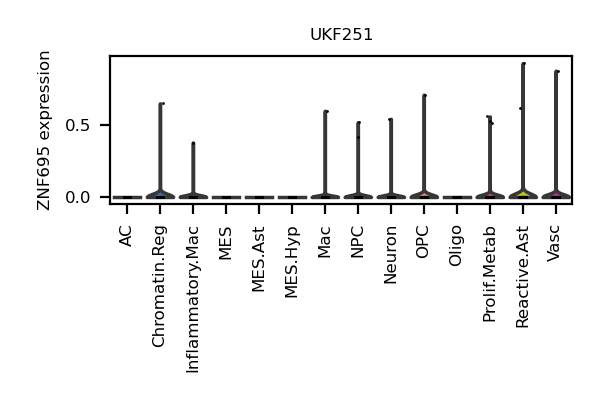 UKF251
ZNF695 expression
0.5
0.0
AC
Chromatin.Reg
Inflammatory.Mac
MES
MES.Ast
MES.Hyp
Mac
NPC
Neuron
OPC
Oligo
Prolif.Metab
Reactive.Ast
Vasc